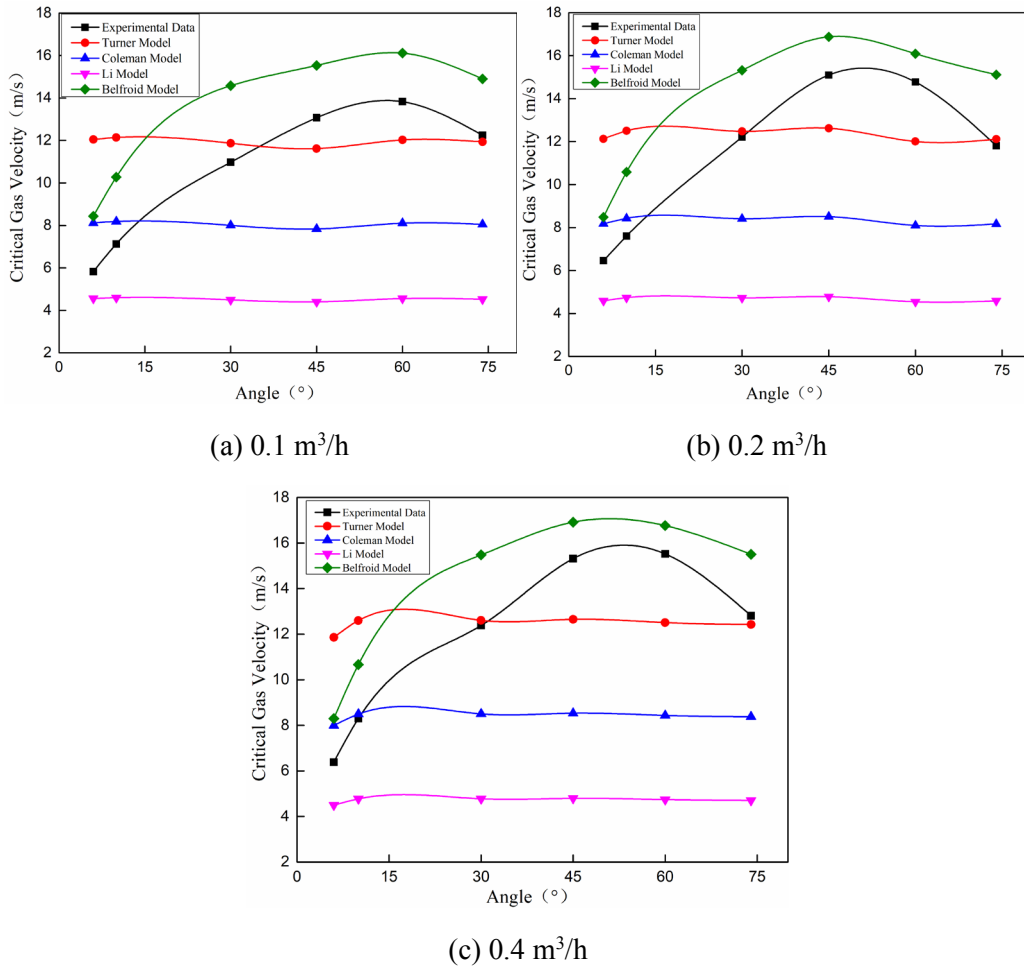 18
16
14
12
10
8
6
4
2
Critical Gas Velocity（m/s）
Experimental Data
Turner Model
Coleman Model
Li Model
Belfroid Model
0 15 30 45 60 75
Angle（°）
(a) 0.1 m³/h
18
16
14
12
10
8
6
4
2
Critical Gas Velocity（m/s）
Experimental Data
Turner Model
Coleman Model
Li Model
Belfroid Model
0 15 30 45 60 75
Angle（°）
(b) 0.2 m³/h
18
16
14
12
10
8
6
4
2
Critical Gas Velocity（m/s）
Experimental Data
Turner Model
Coleman Model
Li Model
Belfroid Model
0 15 30 45 60 75
Angle（°）
(c) 0.4 m³/h